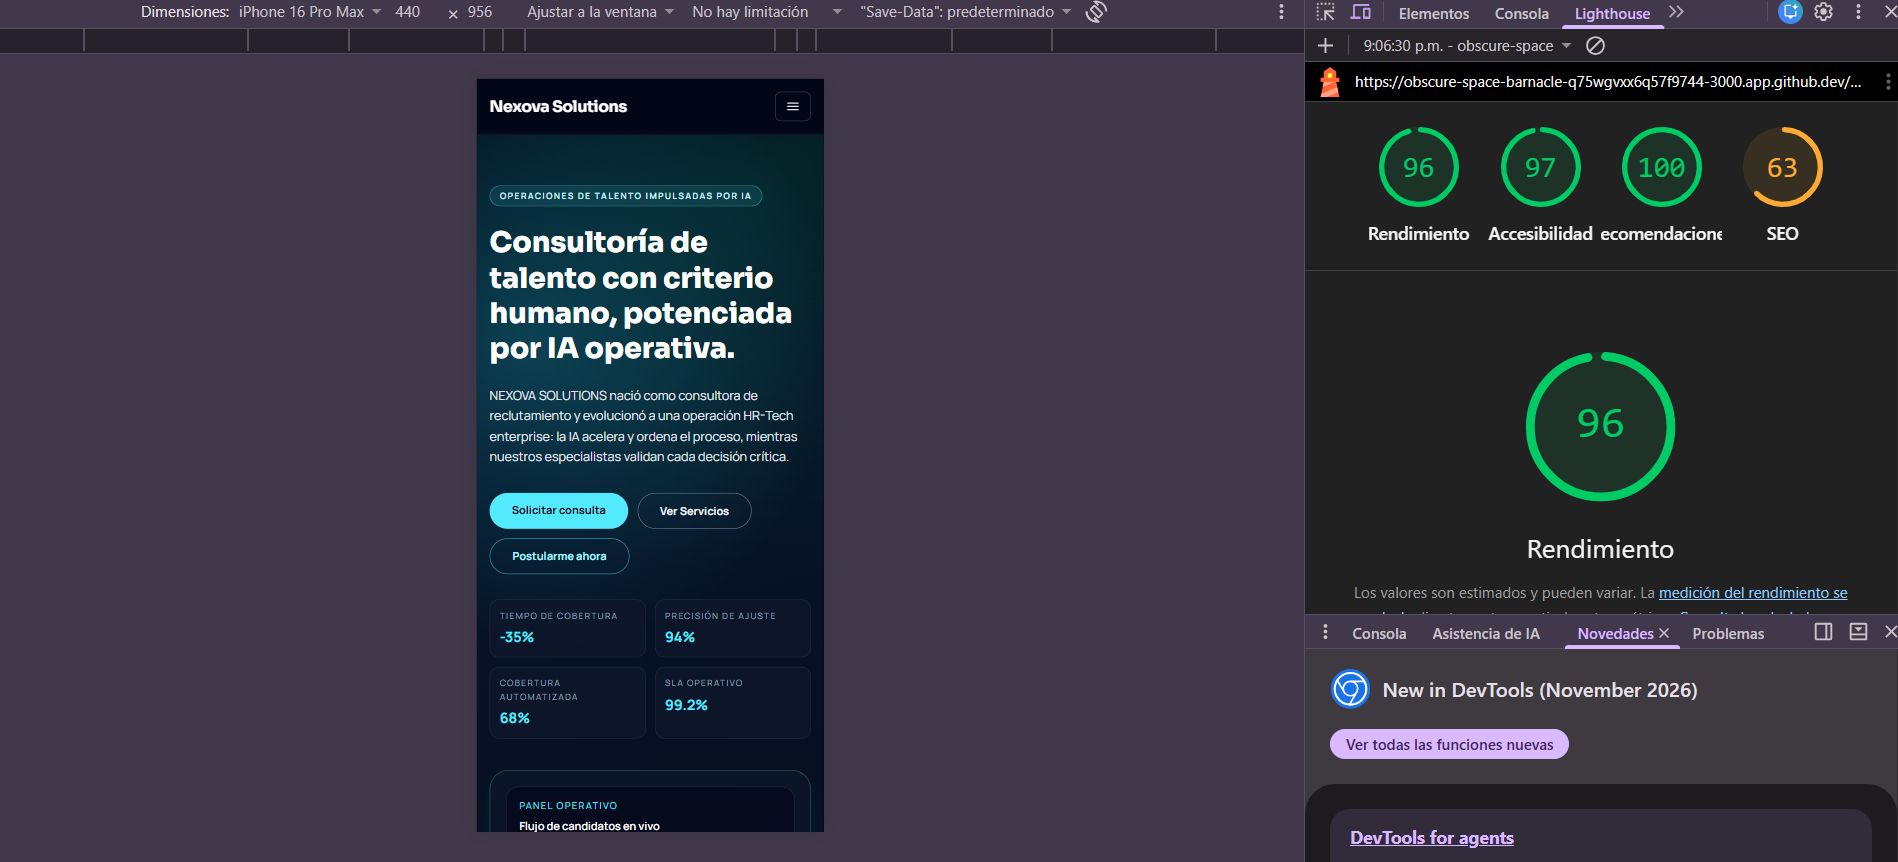 Dimensiones: iPhone 16 Pro Max 440 × 956 Ajustar a la ventana No hay limitación "Save-Data": predeterminado
Nexova Solutions
OPERACIONES DE TALENTO IMPULSADAS POR IA
Consultoría de
talento con criterio
humano, potenciada
por IA operativa.
NEXOVA SOLUTIONS nació como consultora de
reclutamiento y evolucionó a una operación HR-Tech
enterprise: la IA acelera y ordena el proceso, mientras
nuestros especialistas validan cada decisión crítica.
Solicitar consulta Ver Servicios
Postularme ahora
TIEMPO DE COBERTURA
-35%
PRECISIÓN DE AJUSTE
94%
COBERTURA
AUTOMATIZADA
68%
SLA OPERATIVO
99.2%
PANEL OPERATIVO
Flujo de candidatos en vivo
Elementos Consola Lighthouse
9:06:30 p.m. - obscure-space
https://obscure-space-barnacle-q75wgvxx6q57f9744-3000.app.github.dev/...
96 97 100 63
Rendimiento Accesibilidad ecomendacione SEO
96
Rendimiento
Los valores son estimados y pueden variar. La medición del rendimiento se
Consola Asistencia de IA Novedades Problemas
New in DevTools (November 2026)
Ver todas las funciones nuevas
DevTools for agents